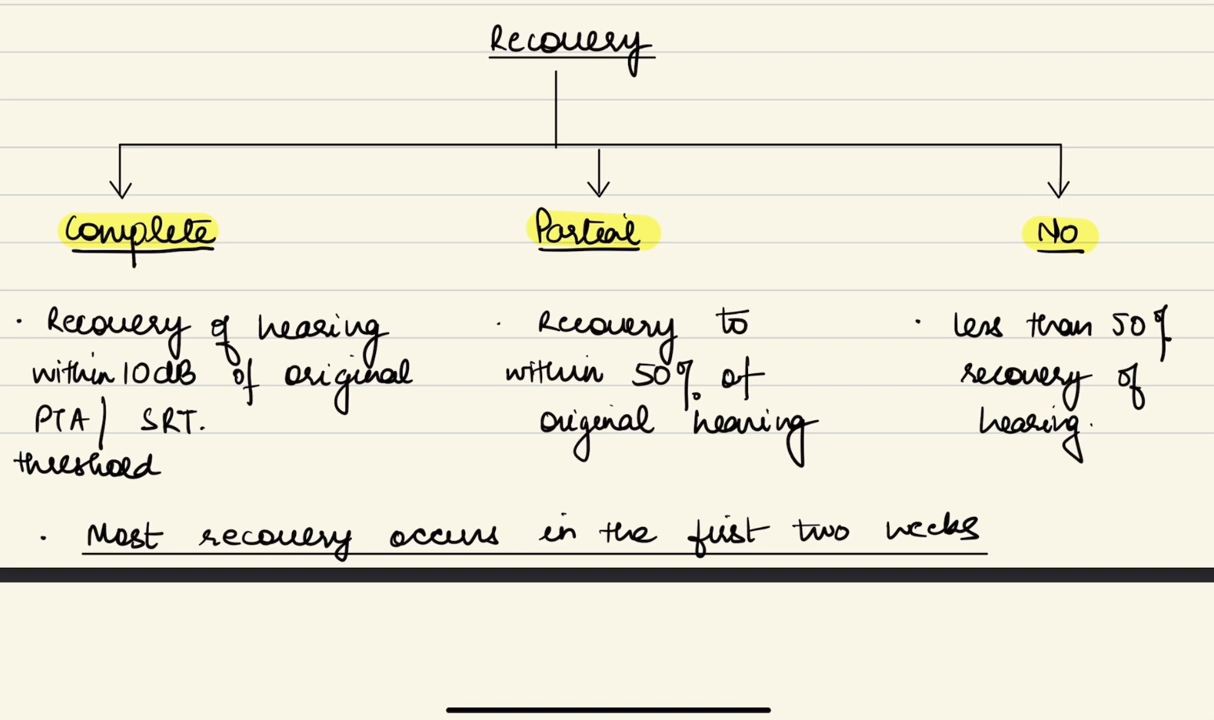 Recovery
Complete
Partial
No
· Recovery of hearing
within 10dB of original
PTA/ SRT.
threshold
· Recovery to
within 50% of
original hearing
· less than 50%
recovery of
hearing.
· Most recovery occurs in the first two weeks